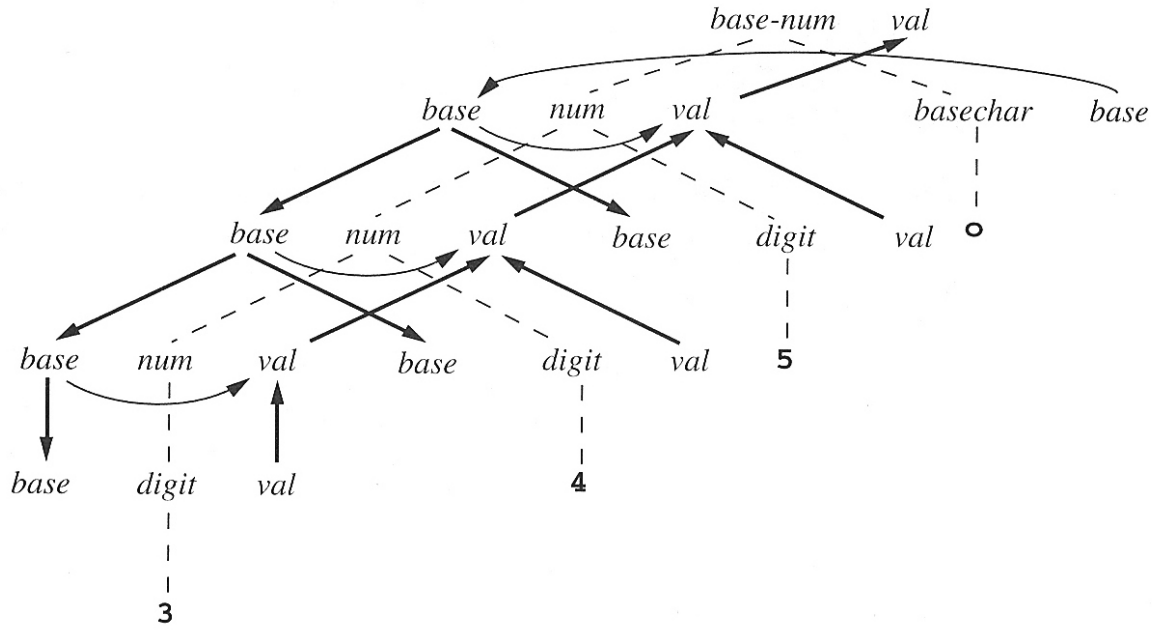 base-num val
base num val basechar base
base num val base digit val o
base num val base digit val 5
base digit val 4
3